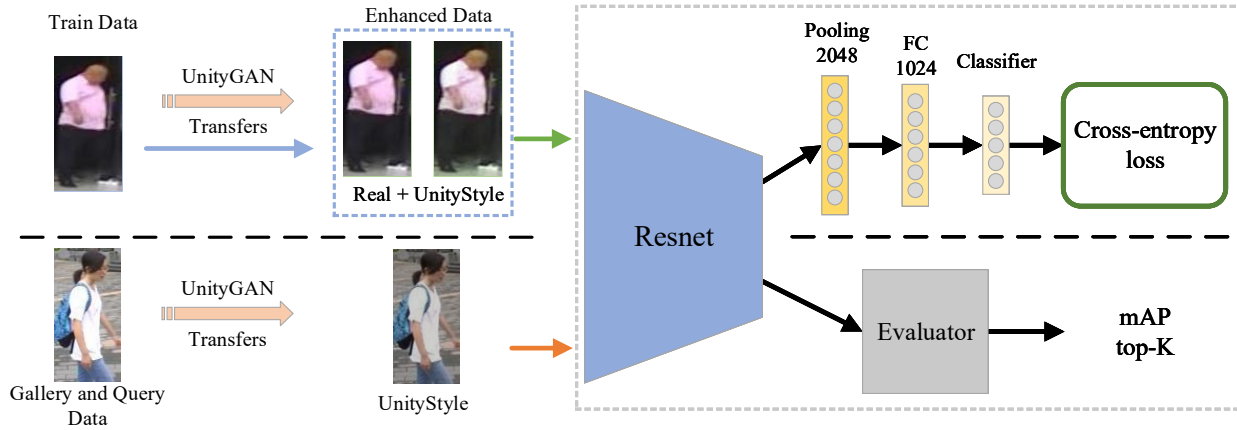 Train Data
UnityGAN
Transfers
Enhanced Data
Real + UnityStyle
Pooling
2048
FC
1024
Classifier
Cross-entropy
loss
Resnet
Gallery and Query
Data
UnityGAN
Transfers
UnityStyle
Evaluator
mAP
top-K